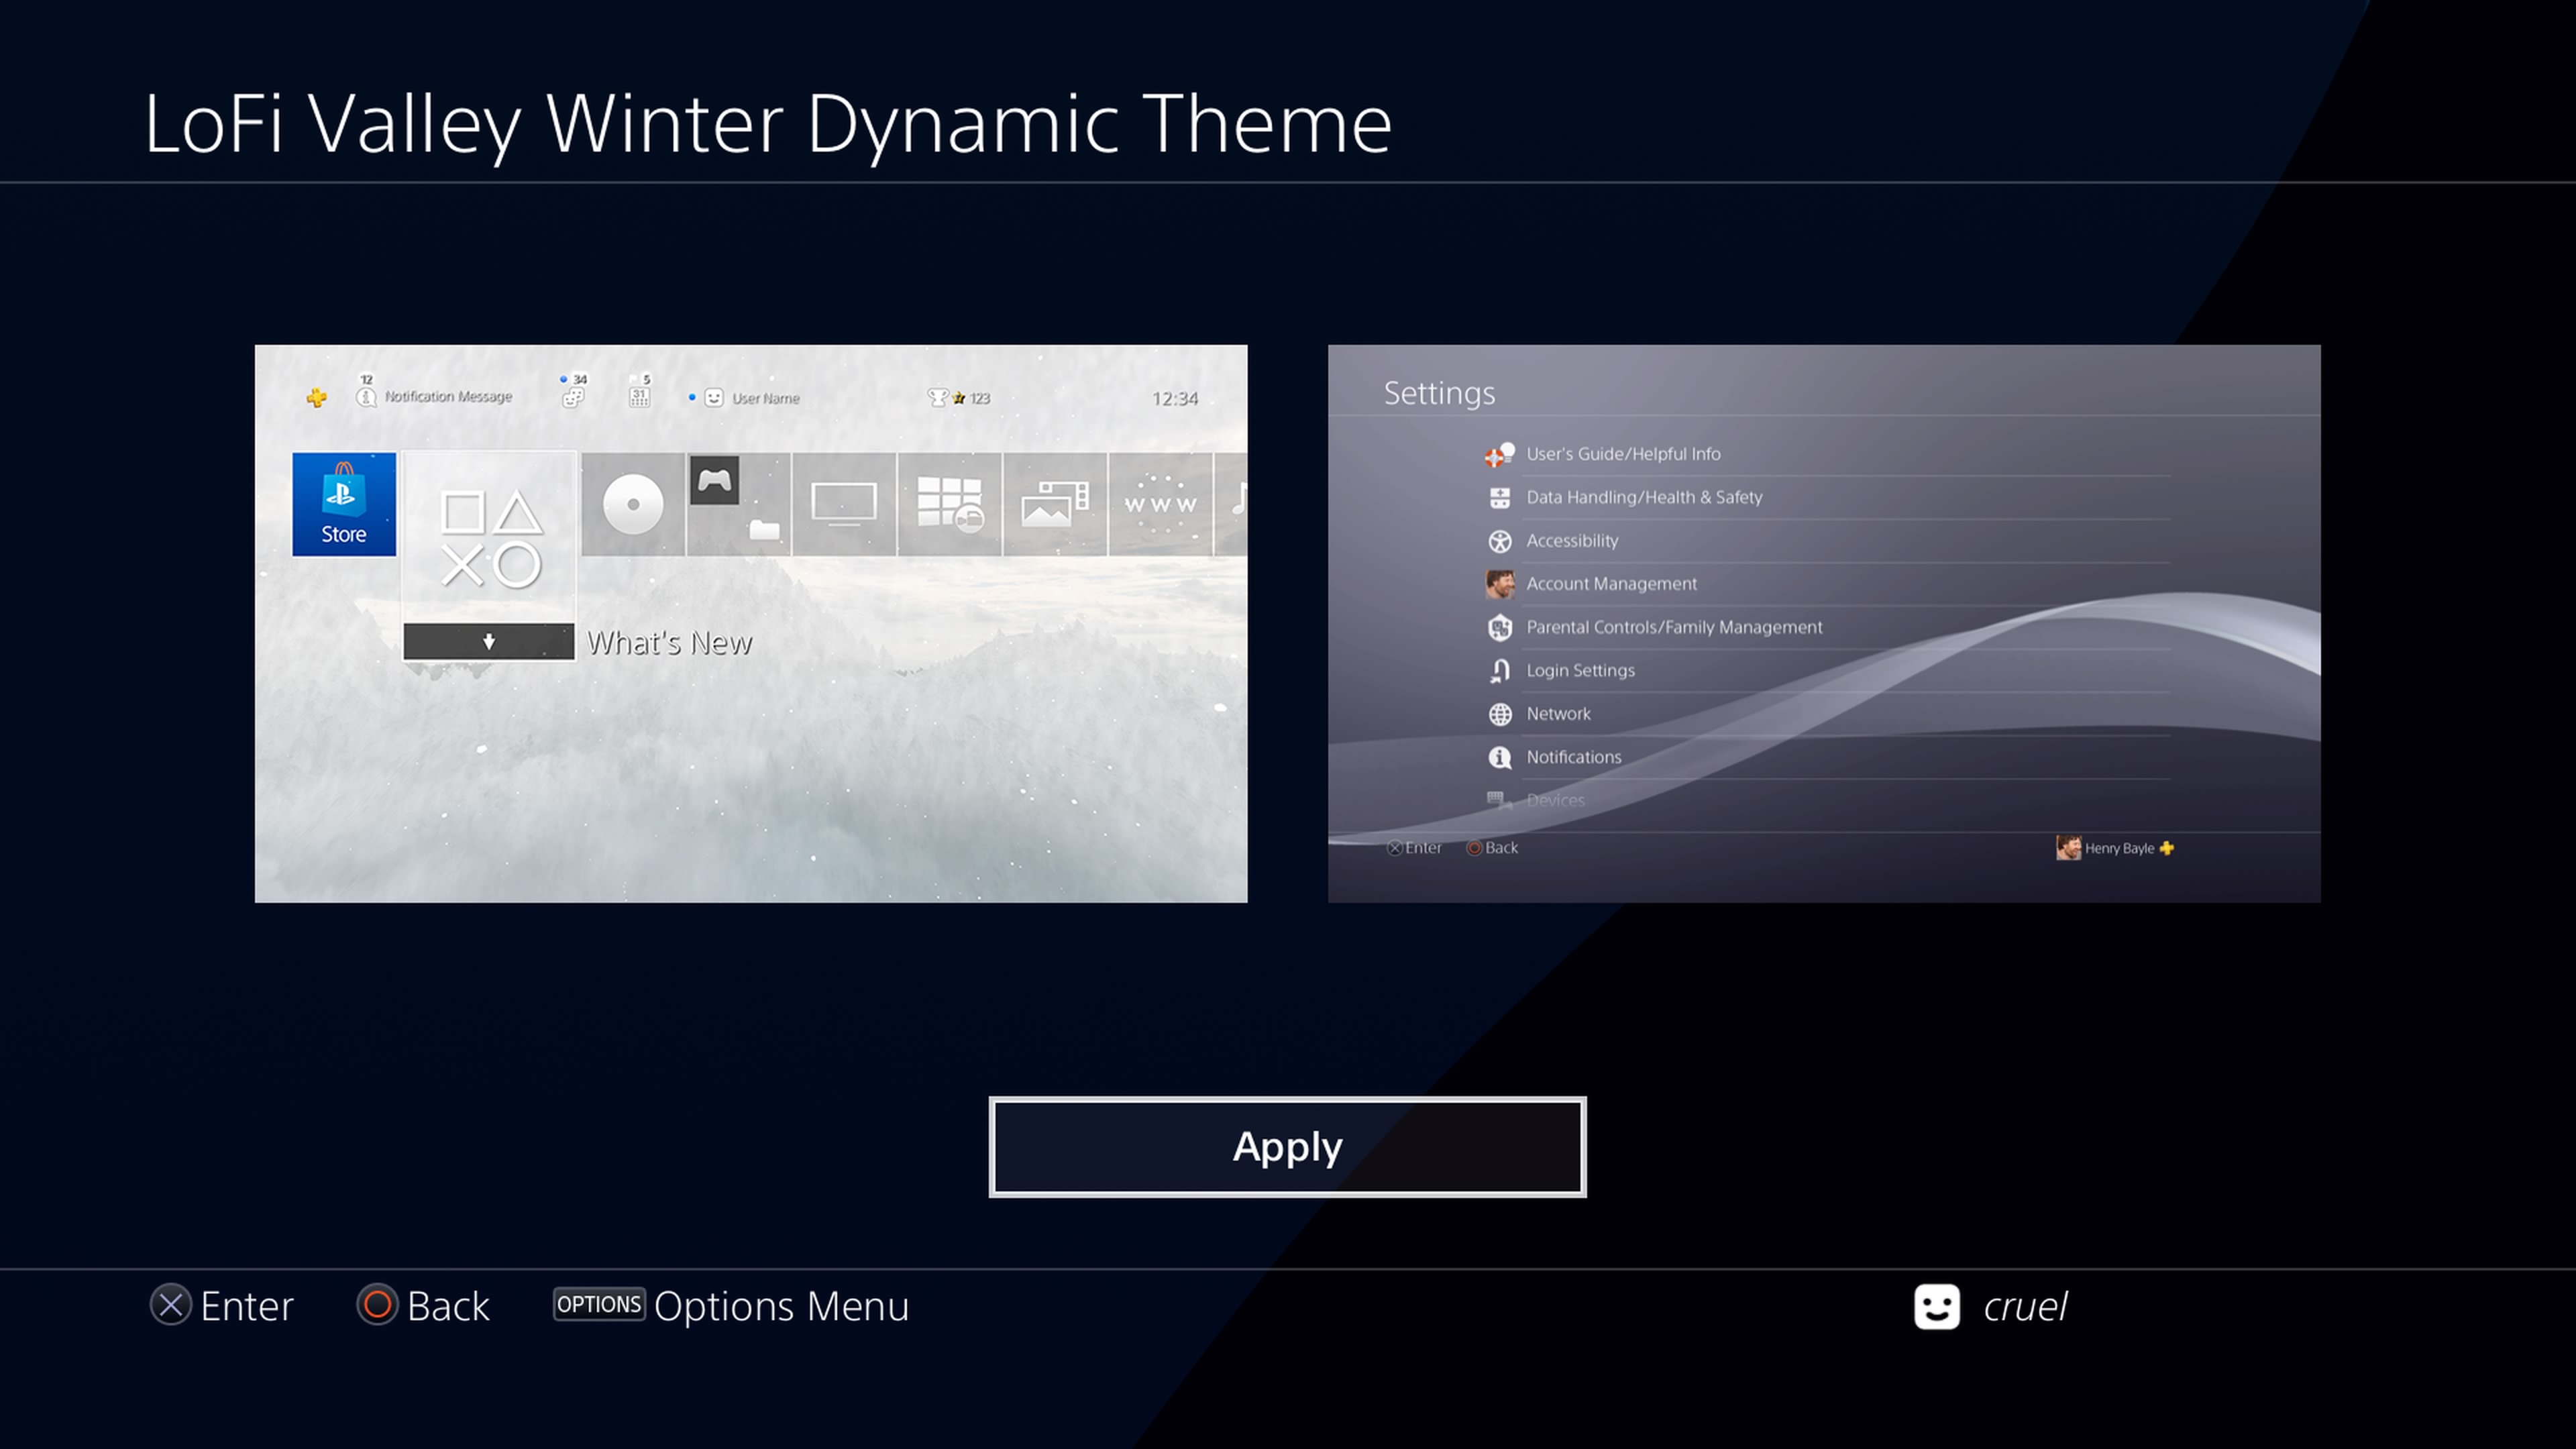 LoFi Valley Winter Dynamic Theme
12
Notification Message
34
5
31
User Name
123
12:34
Store
WWW
What's New
Settings
User's Guide/Helpful Info
Data Handling/Health & Safety
Accessibility
Account Management
Parental Controls/Family Management
Login Settings
Network
Notifications
Devices
Enter
Back
Henry Bayle
Apply
Enter
Back
OPTIONS Options Menu
cruel